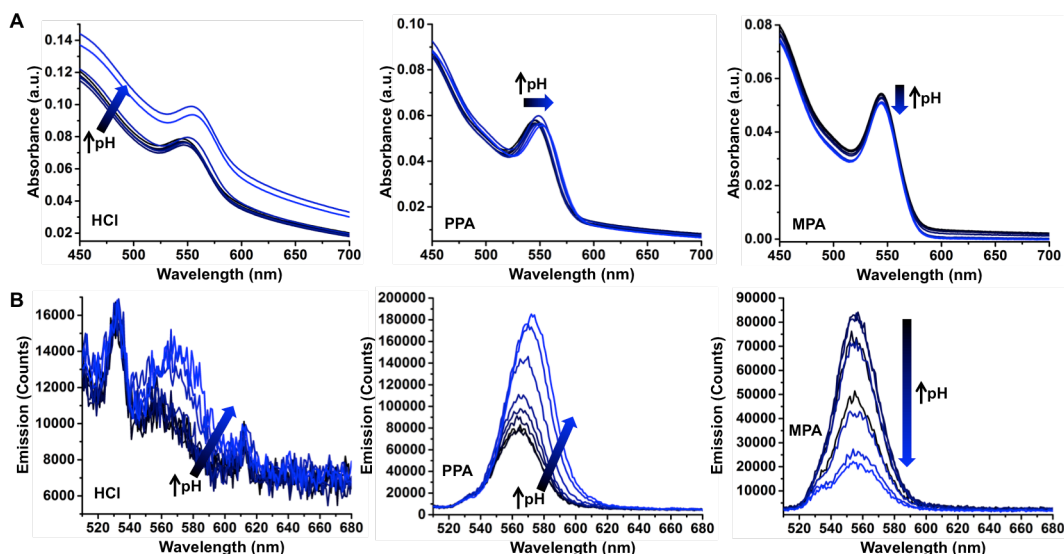 A
Absorbance (a.u.)
0.14
0.12
0.10
0.08
0.06
0.04
0.02
↑pH
HCl
450 500 550 600 650 700
Wavelength (nm)
Absorbance (a.u.)
0.10
0.08
0.06
0.04
0.10
↑pH
PPA
450 500 550 600 650 700
Wavelength (nm)
Absorbance (a.u.)
0.08
0.06
0.04
0.02
0.00
↑pH
MPA
450 500 550 600 650 700
Wavelength (nm)
B
Emission (Counts)
16000
14000
12000
10000
8000
6000
↑pH
HCl
520 540 560 580 600 620 640 660 680
Wavelength (nm)
Emission (Counts)
200000
180000
160000
140000
120000
100000
80000
60000
40000
20000
0
PPA
↑pH
520 540 560 580 600 620 640 660 680
Wavelength (nm)
Emission (Counts)
90000
80000
70000
60000
50000
40000
30000
20000
10000
↑pH
MPA
520 540 560 580 600 620 640 660 680
Wavelength (nm)